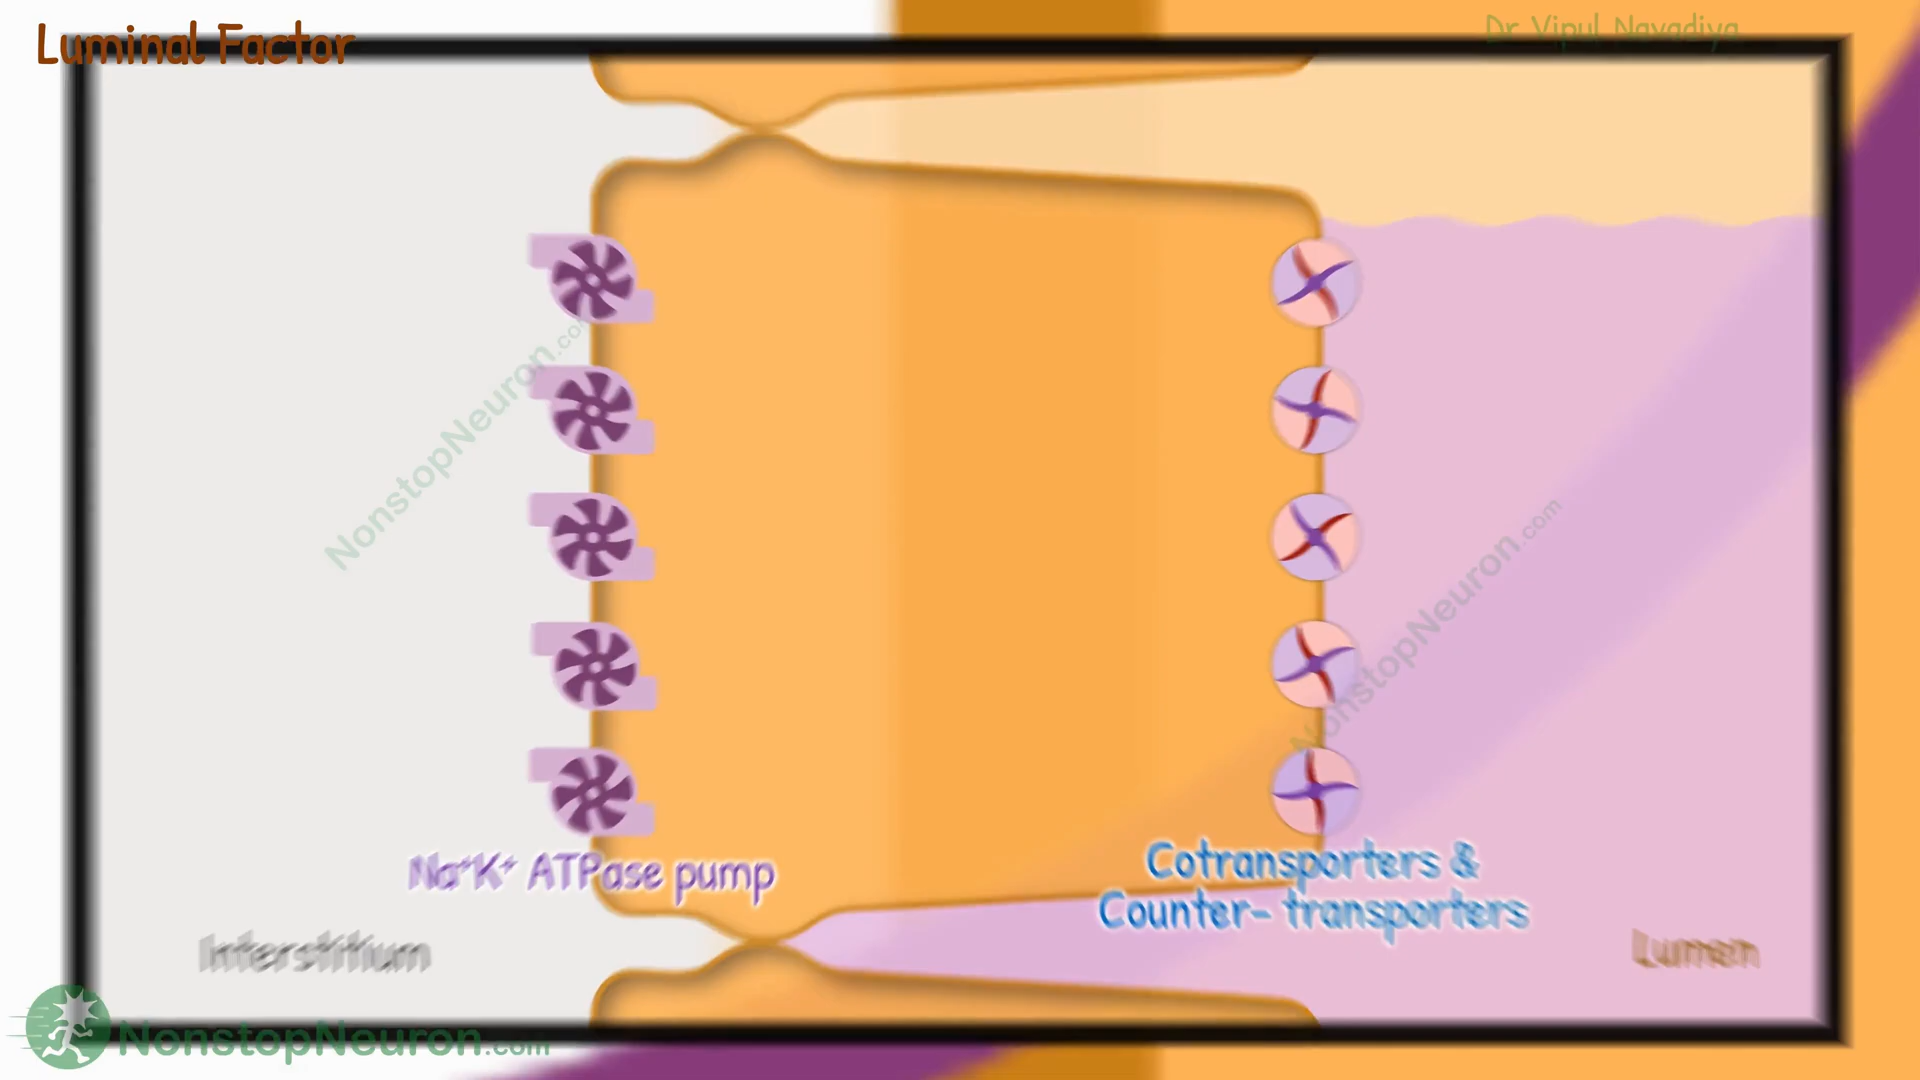 Luminal Factor
Dr Vipul Navadiya
NonstopNeuron.com
NonstopNeuron.com
Na⁺K⁺ ATPase pump
Cotransporters &
Counter- transporters
Interstitium
Lumen
NonstopNeuron.com